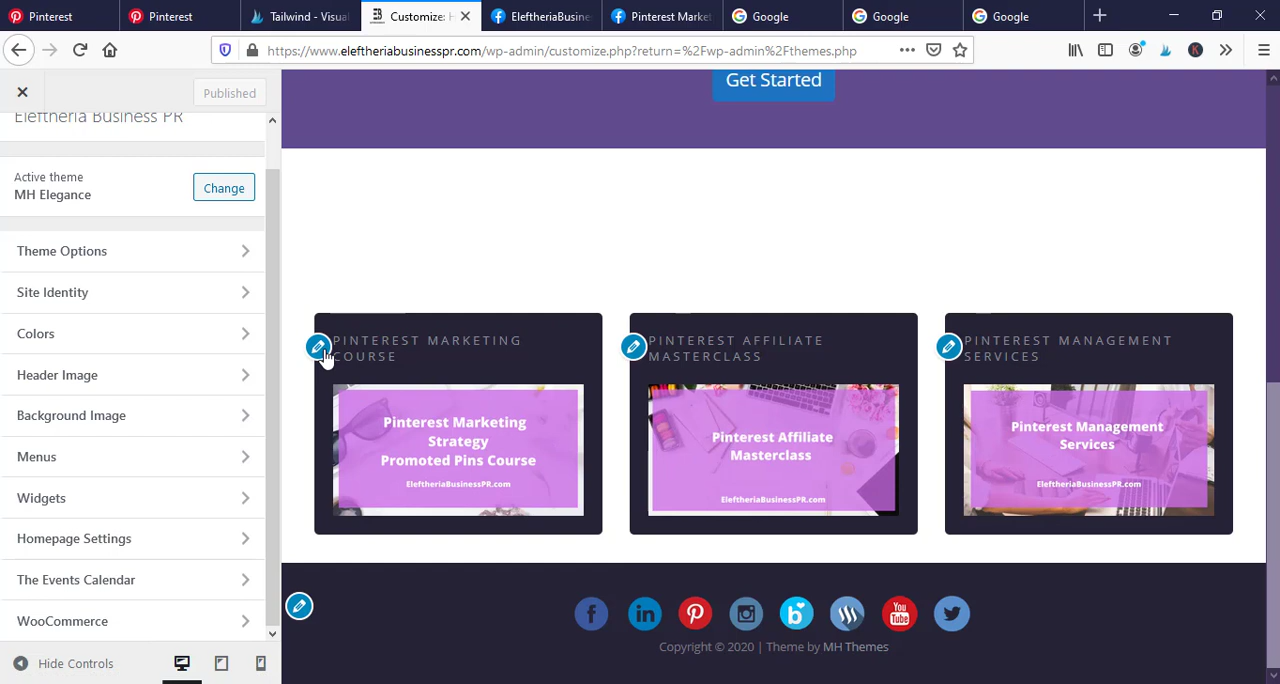 Pinterest
Pinterest
Tailwind - Visual
Customize: H
EleftheriaBusines
Pinterest Market
Google
Google
Google
https://www.eleftheriabusinesspr.com/wp-admin/customize.php?return=%2Fwp-admin%2Fthemes.php
Published
Eleftheria Business PR
Active theme
MH Elegance
Change
Theme Options
Site Identity
Colors
Header Image
Background Image
Menus
Widgets
Homepage Settings
The Events Calendar
WooCommerce
Hide Controls
Get Started
PINTEREST MARKETING
COURSE
Pinterest Marketing
Strategy
Promoted Pins Course
EleftheriaBusinessPR.com
PINTEREST AFFILIATE
MASTERCLASS
Pinterest Affiliate
Masterclass
EleftheriaBusinessPR.com
PINTEREST MANAGEMENT
SERVICES
Pinterest Management
Services
EleftheriaBusinessPR.com
You
Tube
Copyright © 2020 | Theme by MH Themes